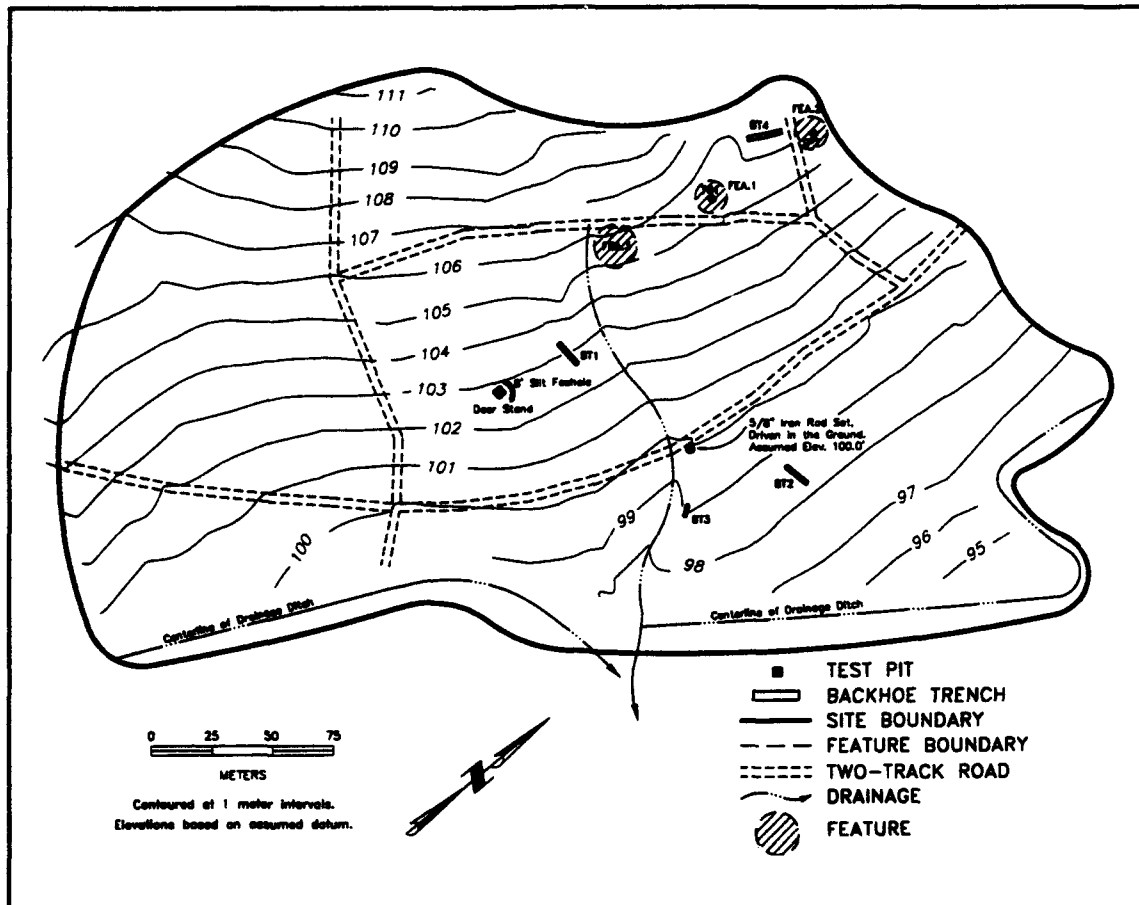 111
110
109
108
107
106
105
104
103
102
101
100
99
98
97
96
95
FEA.2
BT4
FEA.1
BT1
8" Silt Foxhole
Deer Stand
5/8" Iron Rod Set,
Driven in the Ground.
Assumed Elev. 100.0'
BT2
BT3
Centerline of Drainage Ditch
Centerline of Drainage Ditch
TEST PIT
BACKHOE TRENCH
SITE BOUNDARY
FEATURE BOUNDARY
TWO-TRACK ROAD
DRAINAGE
FEATURE
0 25 50 75
METERS
N
Contoured at 1 meter intervals.
Elevations based on assumed datum.